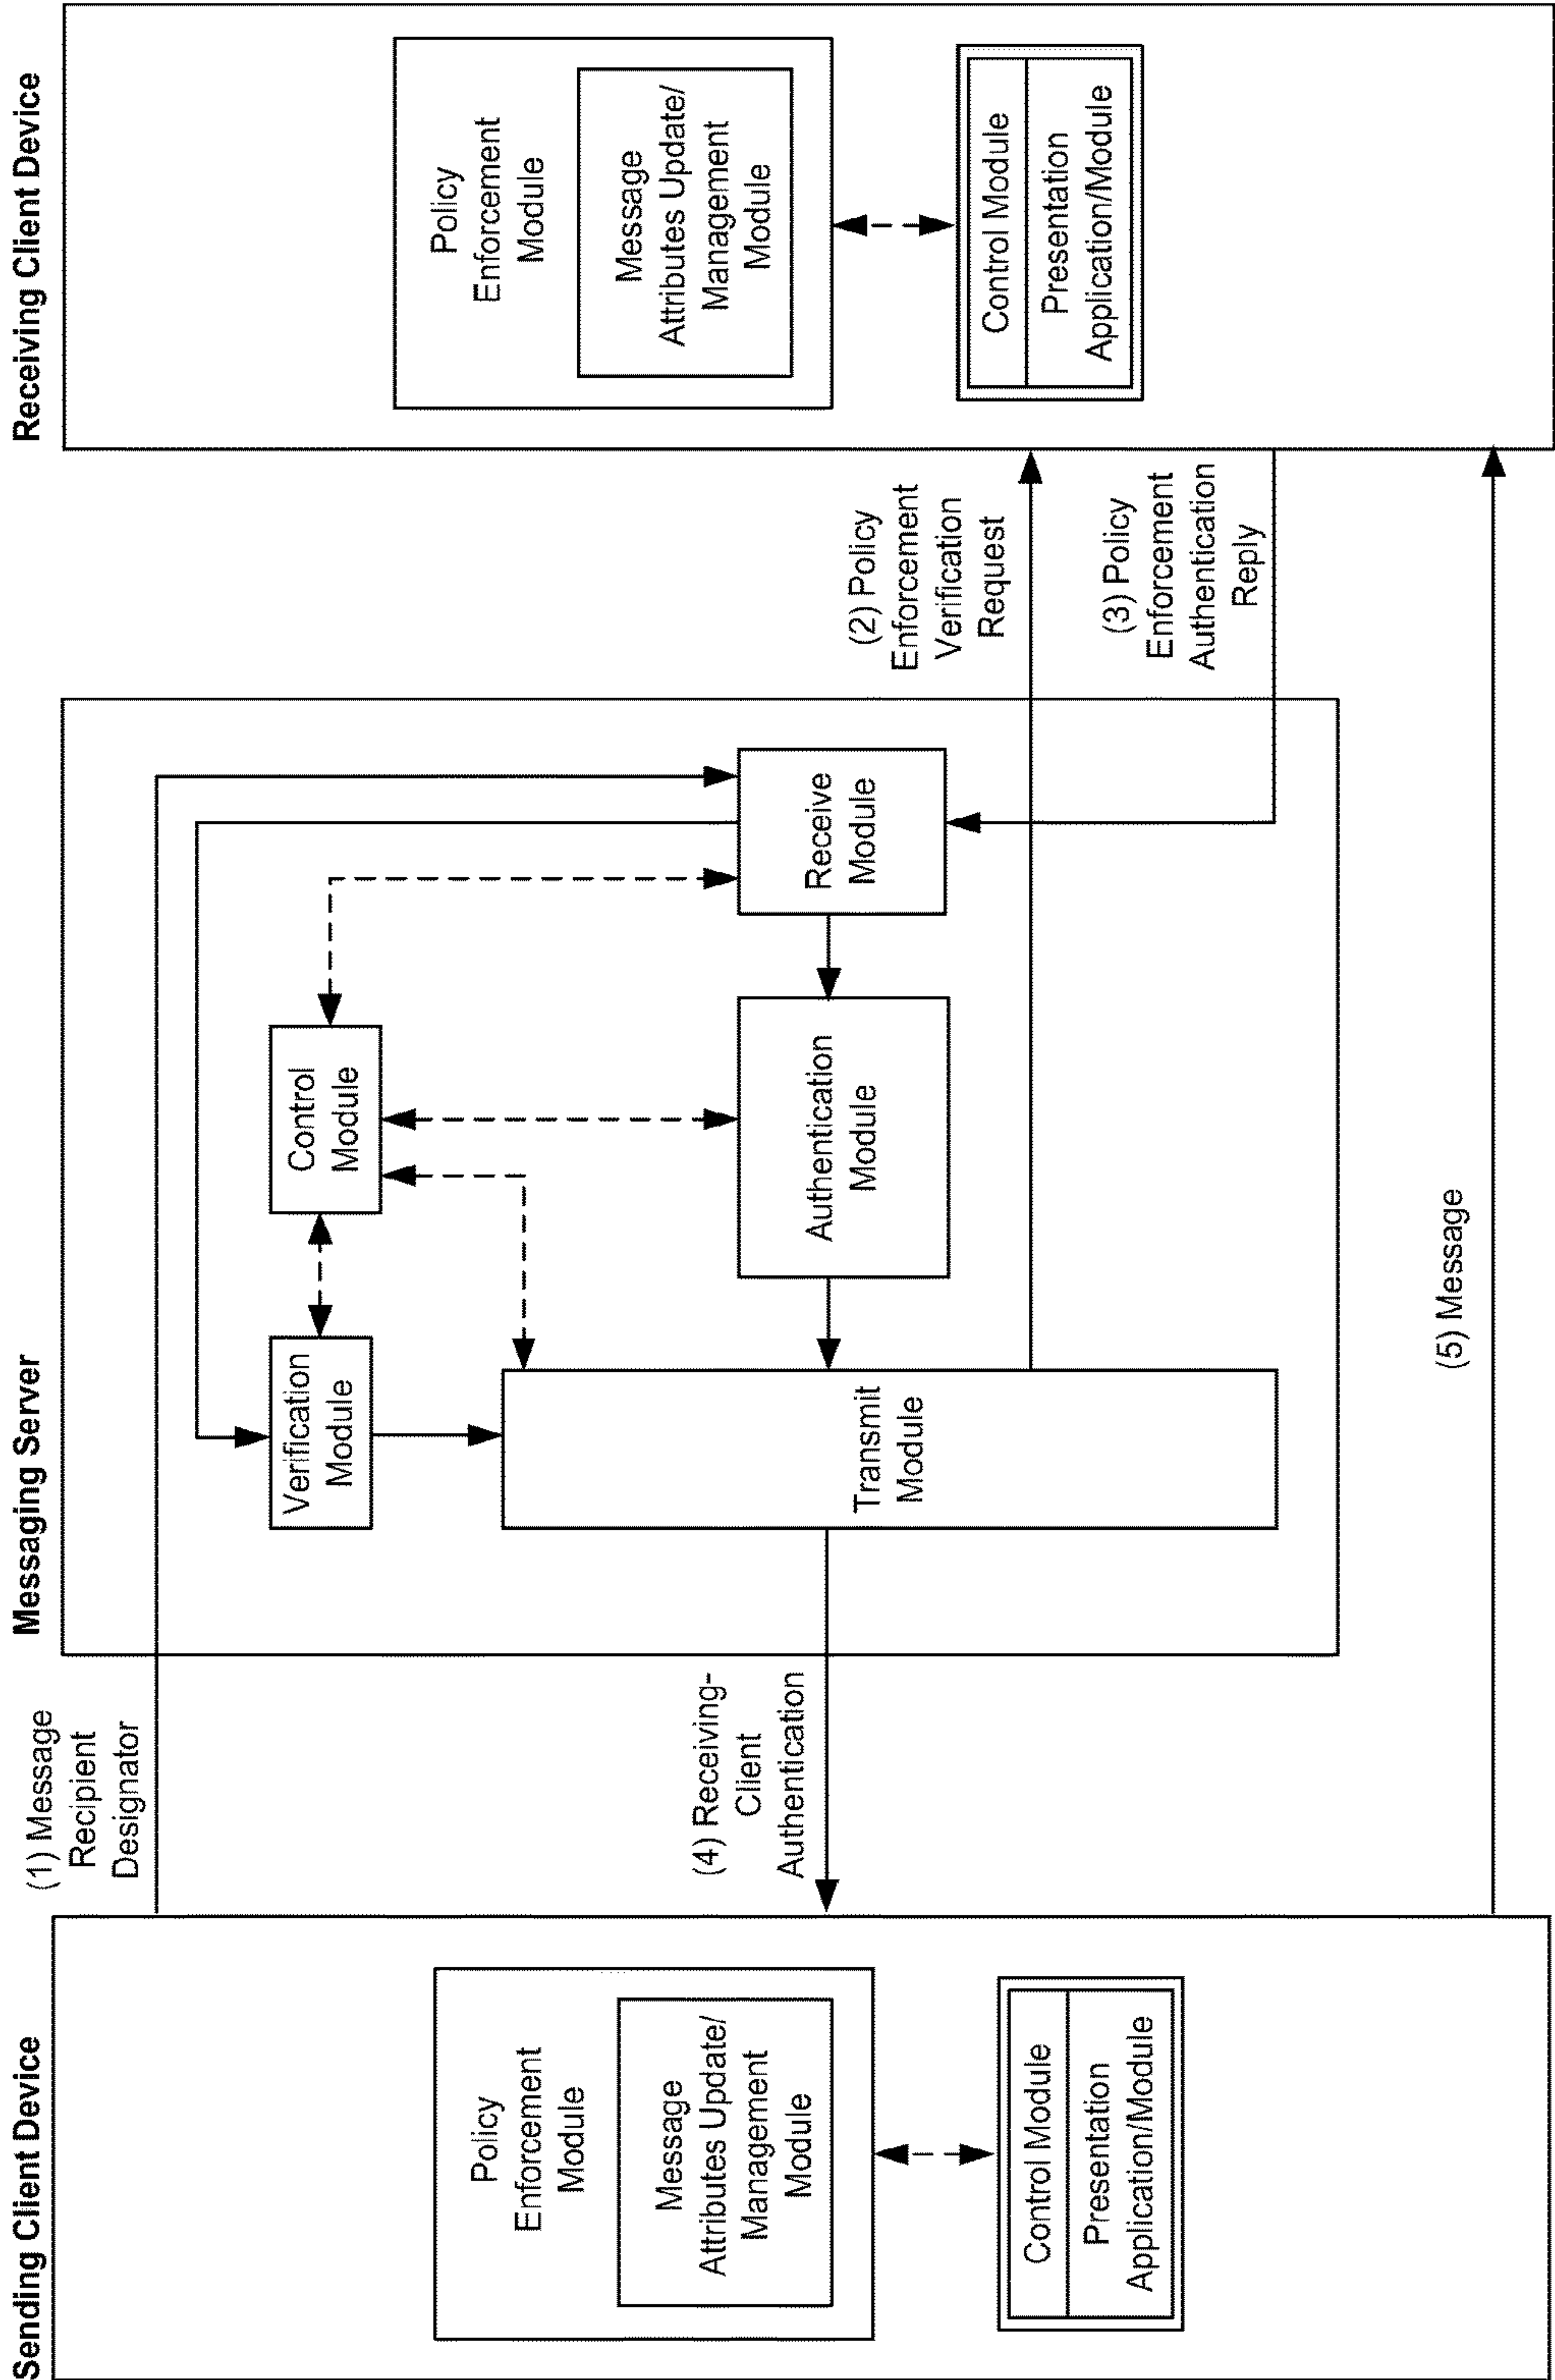 Sending Client Device
Policy
Enforcement
Module
Message
Attributes Update/
Management
Module
Control Module
Presentation
Application/Module
(1) Message
Recipient
Designator
(4) Receiving-
Client
Authentication
Messaging Server
Verification
Module
Control
Module
Transmit
Module
Authentication
Module
Receive
Module
(5) Message
(2) Policy
Enforcement
Verification
Request
(3) Policy
Enforcement
Authentication
Reply
Receiving Client Device
Policy
Enforcement
Module
Message
Attributes Update/
Management
Module
Control Module
Presentation
Application/Module